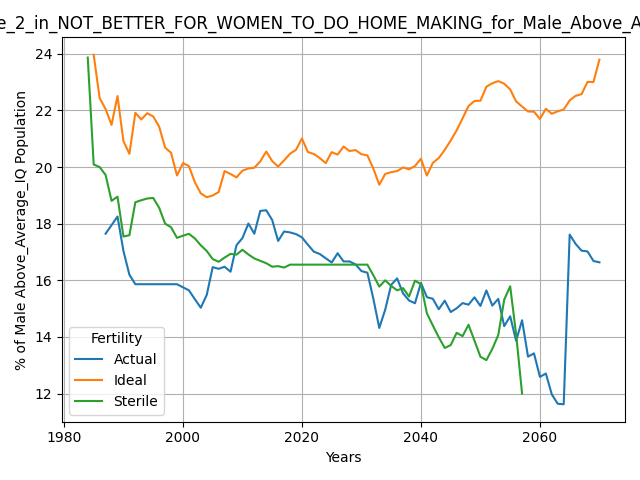 e_2_in_NOT_BETTER_FOR_WOMEN_TO_DO_HOME_MAKING_for_Male_Above_A
24
22
20
18
16
14
12
% of Male Above_Average_IQ Population
Fertility
Actual
Ideal
Sterile
1980
2000
2020
2040
2060
Years